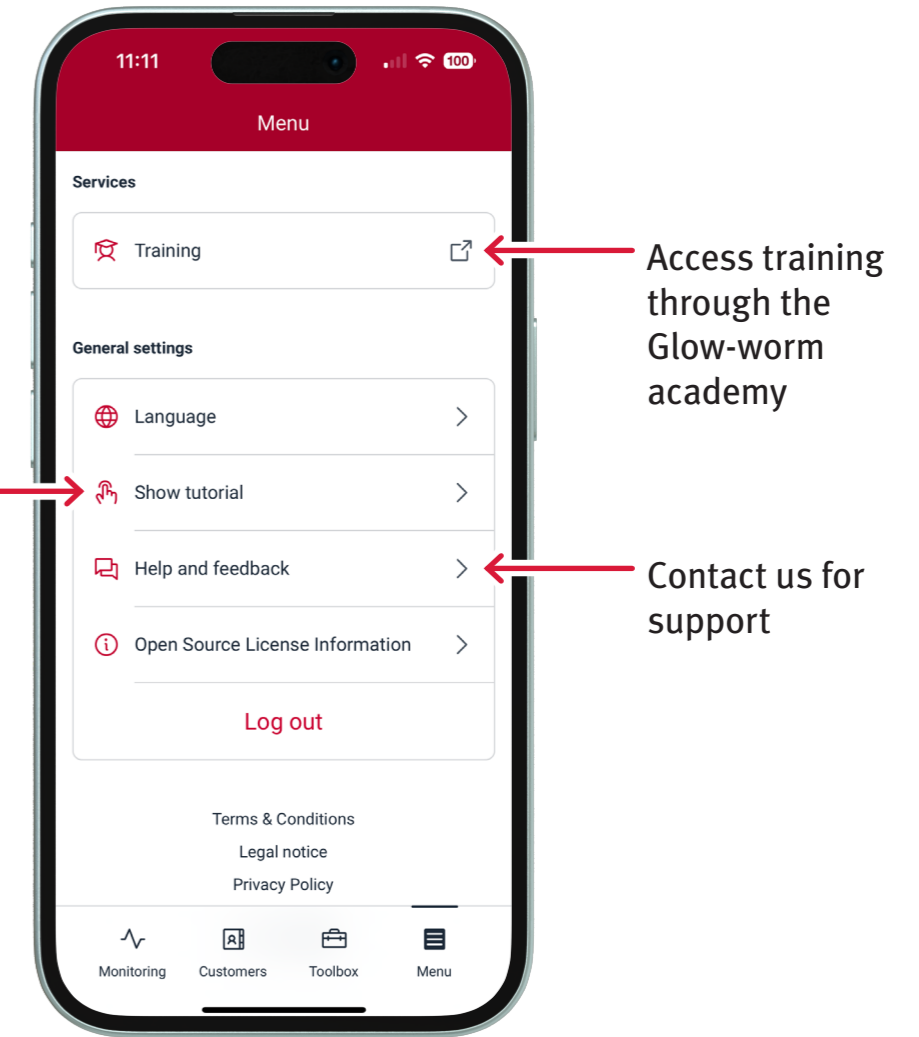 11:11
100
Menu
Services
Training
General settings
Language
Show tutorial
Help and feedback
Open Source License Information
Log out
Terms & Conditions
Legal notice
Privacy Policy
Monitoring Customers Toolbox Menu
Access training
through the
Glow-worm
academy
Contact us for
support